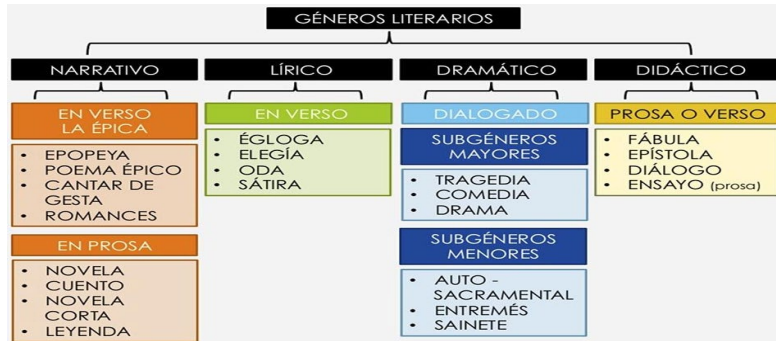 GÉNEROS LITERARIOS
NARRATIVO
EN VERSO
LA ÉPICA
• EPOPEYA
• POEMA ÉPICO
• CANTAR DE
GESTA
• ROMANCES
EN PROSA
• NOVELA
• CUENTO
• NOVELA
CORTA
• LEYENDA
LÍRICO
EN VERSO
• ÉGLOGA
• ELEGÍA
• ODA
• SÁTIRA
DRAMÁTICO
DIALOGADO
SUBGÉNEROS
MAYORES
• TRAGEDIA
• COMEDIA
• DRAMA
SUBGÉNEROS
MENORES
• AUTO -
SACRAMENTAL
• ENTREMÉS
• SAINETE
DIDÁCTICO
PROSA O VERSO
• FÁBULA
• EPÍSTOLA
• DIÁLOGO
• ENSAYO (prosa)